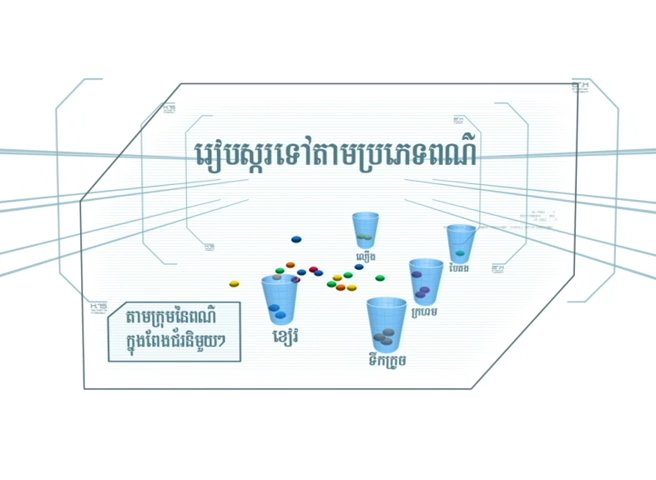 រៀបស្ករទៅតាមប្រភេទពណ៌
លឿង
បៃតង
ក្រហម
តាមក្រុមនៃពណ៌
ក្នុងពែងជ័រនិមួយៗ
ខៀវ
ទឹកក្រូច